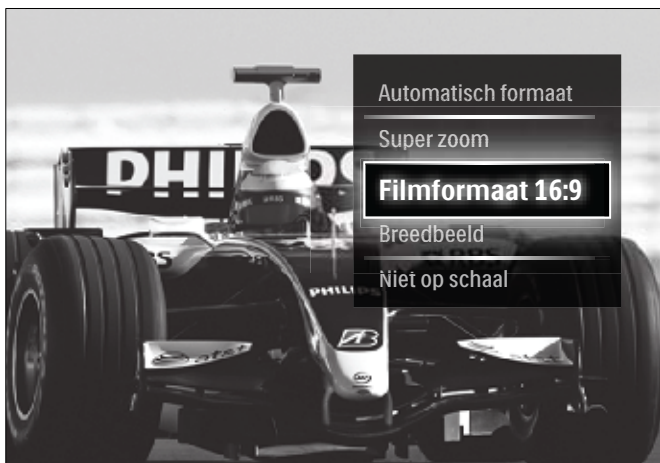 Automatisch formaat
Super zoom
Filmformaat 16:9
Breedbeeld
Niet op schaal
PHILIPS